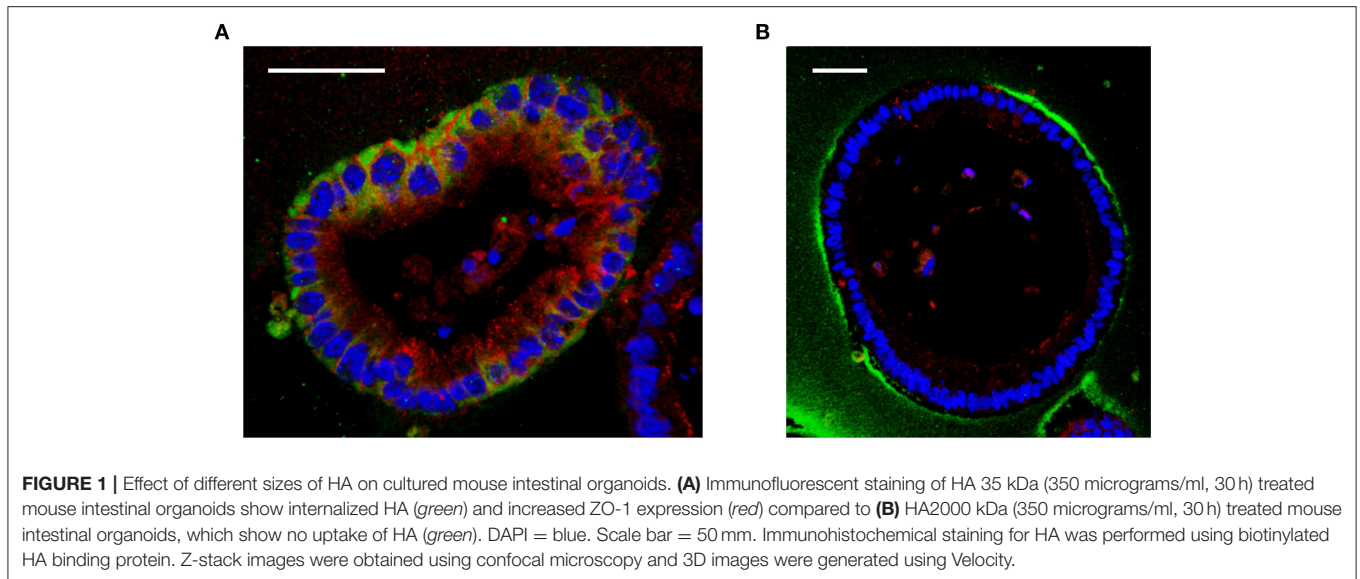 A
B
FIGURE 1 | Effect of different sizes of HA on cultured mouse intestinal organoids. (A) Immunofluorescent staining of HA 35 kDa (350 micrograms/ml, 30 h) treated
mouse intestinal organoids show internalized HA (green) and increased ZO-1 expression (red) compared to (B) HA2000 kDa (350 micrograms/ml, 30 h) treated mouse
intestinal organoids, which show no uptake of HA (green). DAPI = blue. Scale bar = 50 mm. Immunohistochemical staining for HA was performed using biotinylated
HA binding protein. Z-stack images were obtained using confocal microscopy and 3D images were generated using Velocity.